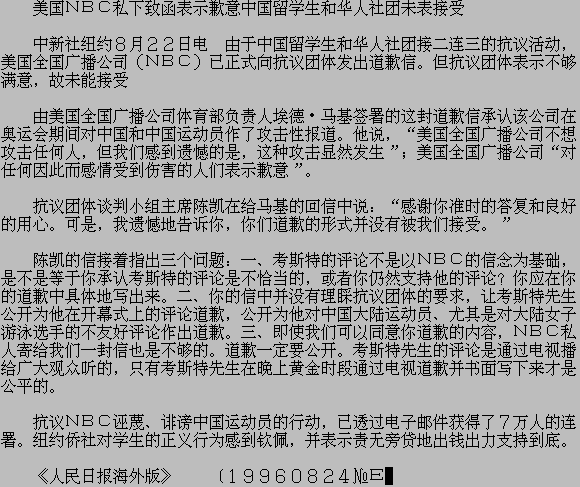 美国ＮＢＣ私下致函表示歉意中国留学生和华人社团未表接受
中新社纽约８月２２日电　由于中国留学生和华人社团接二连三的抗议活动，
美国全国广播公司（ＮＢＣ）已正式向抗议团体发出道歉信。但抗议团体表示不够
满意，故未能接受
由美国全国广播公司体育部负责人埃德·马基签署的这封道歉信承认该公司在
奥运会期间对中国和中国运动员作了攻击性报道。他说，“美国全国广播公司不想
攻击任何人，但我们感到遗憾的是，这种攻击显然发生”；美国全国广播公司“对
任何因此而感情受到伤害的人们表示歉意”。
抗议团体谈判小组主席陈凯在给马基的回信中说：“感谢你准时的答复和良好
的用心。可是，我遗憾地告诉你，你们道歉的形式并没有被我们接受。”
陈凯的信接着指出三个问题：一、考斯特的评论不是以ＮＢＣ的信念为基础，
是不是等于你承认考斯特的评论是不恰当的，或者你仍然支持他的评论？你应在你
的道歉中具体地写出来。二、你的信中并没有理睬抗议团体的要求，让考斯特先生
公开为他在开幕式上的评论道歉，公开为他对中国大陆运动员、尤其是对大陆女子
游泳选手的不友好评论作出道歉。三、即使我们可以同意你道歉的内容，ＮＢＣ私
人寄给我们一封信也是不够的。道歉一定要公开。考斯特先生的评论是通过电视播
给广大观众听的，只有考斯特先生在晚上黄金时段通过电视道歉并书面写下来才是
公平的。
抗议ＮＢＣ诬蔑、诽谤中国运动员的行动，已透过电子邮件获得了７万人的连
署。纽约侨社对学生的正义行为感到钦佩，并表示责无旁贷地出钱出力支持到底。
《人民日报海外版》　　（１９９６０８２４№Ｅ